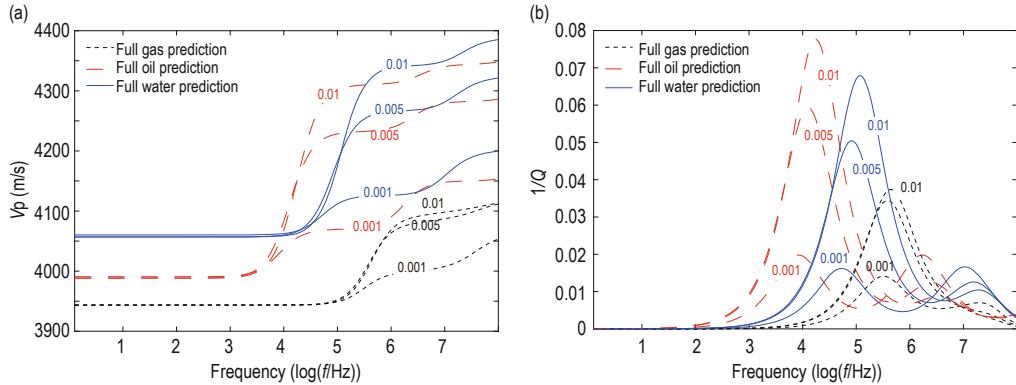 (a)
4400
4300
4200
4100
4000
3900
Vp (m/s)
Full gas prediction
Full oil prediction
Full water prediction
0.01
0.01
0.005
0.005
0.001
0.001
0.01
0.005
0.001
1 2 3 4 5 6 7
Frequency (log(f/Hz))
(b)
0.08
0.07
0.06
0.05
0.04
0.03
0.02
0.01
0
1/Q
Full gas prediction
Full oil prediction
Full water prediction
0.01
0.01
0.005
0.005
0.01
0.001
0.001
0.001
1 2 3 4 5 6 7
Frequency (log(f/Hz))